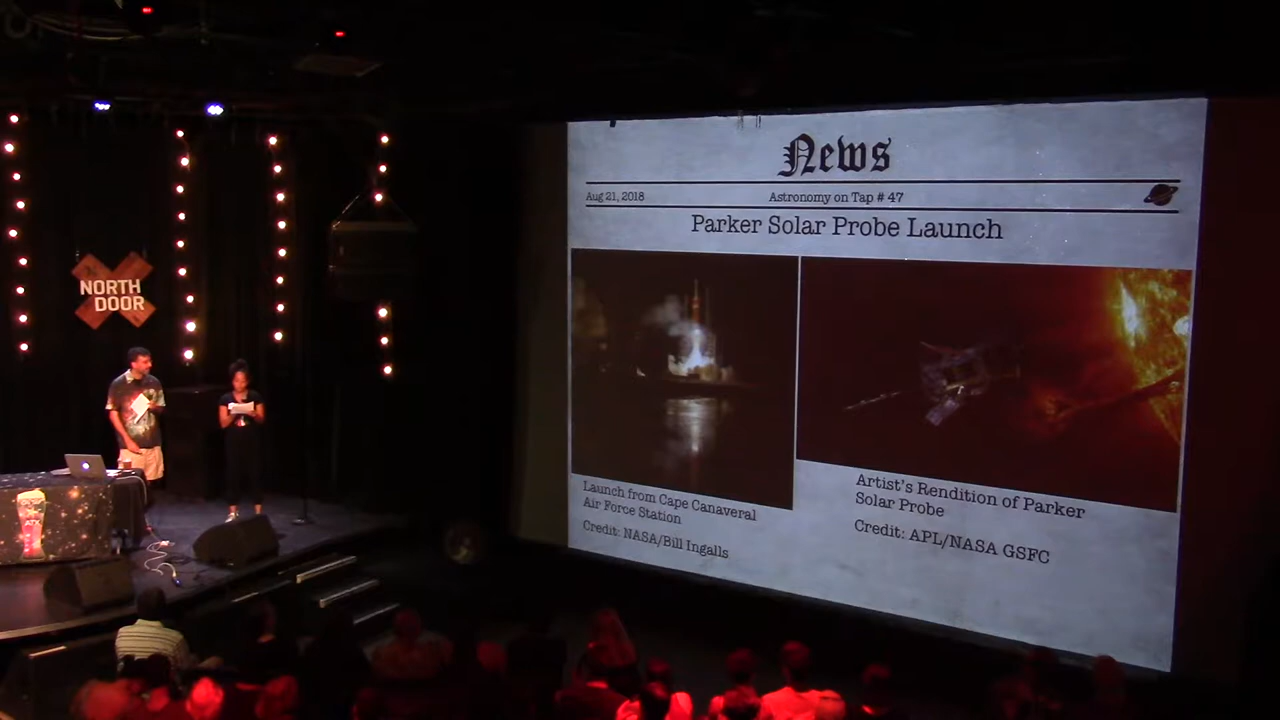 News
Aug 21, 2018
Astronomy on Tap # 47
Parker Solar Probe Launch
NORTH
DOOR
Launch from Cape Canaveral
Air Force Station
Credit: NASA/Bill Ingalls
Artist's Rendition of Parker
Solar Probe
Credit: APL/NASA GSFC
ATX